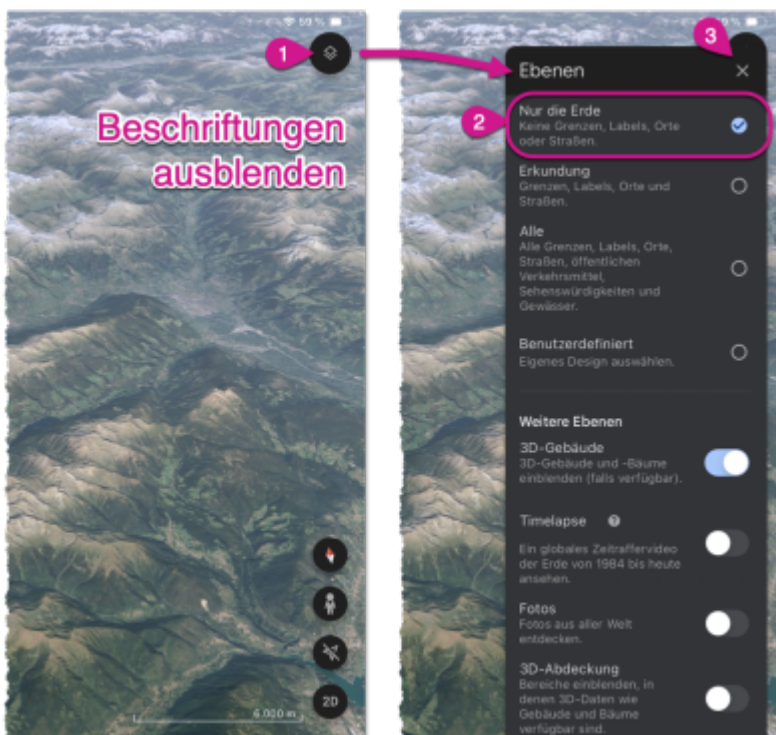 59 %
1
Beschriftungen
ausblenden
2D
6.000 m
3
Ebenen
2
Nur die Erde
Keine Grenzen, Labels, Orte
oder Straßen.
Erkundung
Grenzen, Labels, Orte und
Straßen.
Alle
Alle Grenzen, Labels, Orte,
Straßen, öffentlichen
Verkehrsmittel,
Sehenswürdigkeiten und
Gewässer.
Benutzerdefiniert
Eigenes Design auswählen.
Weitere Ebenen
3D-Gebäude
3D-Gebäude und -Bäume
einblenden (falls verfügbar).
Timelapse ?
Ein globales Zeitraffervideo
der Erde von 1984 bis heute
ansehen.
Fotos
Fotos aus aller Welt
entdecken.
3D-Abdeckung
Bereiche einblenden, in
denen 3D-Daten wie
Gebäude und Bäume
verfügbar sind.